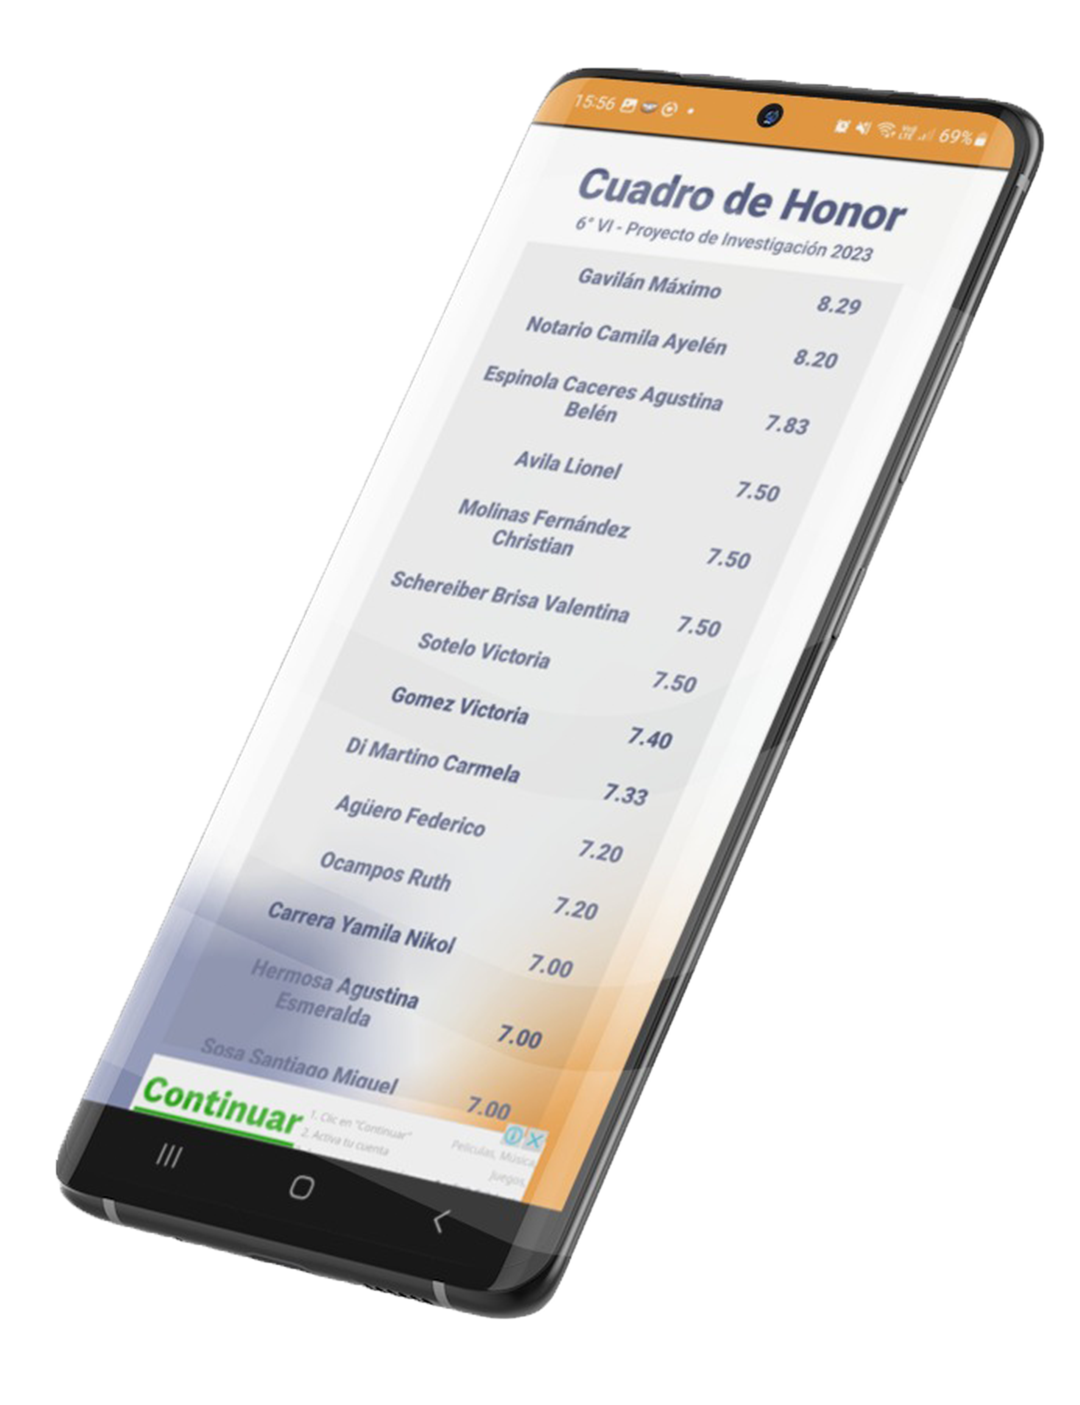 15:56 69%
Cuadro de Honor
6° VI - Proyecto de Investigación 2023
Gavilán Máximo 8.29
Notario Camila Ayelén 8.20
Espinola Caceres Agustina
Belén 7.83
Avila Lionel 7.50
Molinas Fernández
Christian 7.50
Schereiber Brisa Valentina 7.50
Sotelo Victoria 7.50
Gomez Victoria 7.40
Di Martino Carmela 7.33
Agüero Federico 7.20
Ocampos Ruth 7.20
Carrera Yamila Nikol 7.00
Hermosa Agustina
Esmeralda 7.00
Sosa Santiago Miguel 7.00
Continuar
1. Clic en "Continuar"
2. Activa tu cuenta
Películas, Música,
Juegos,